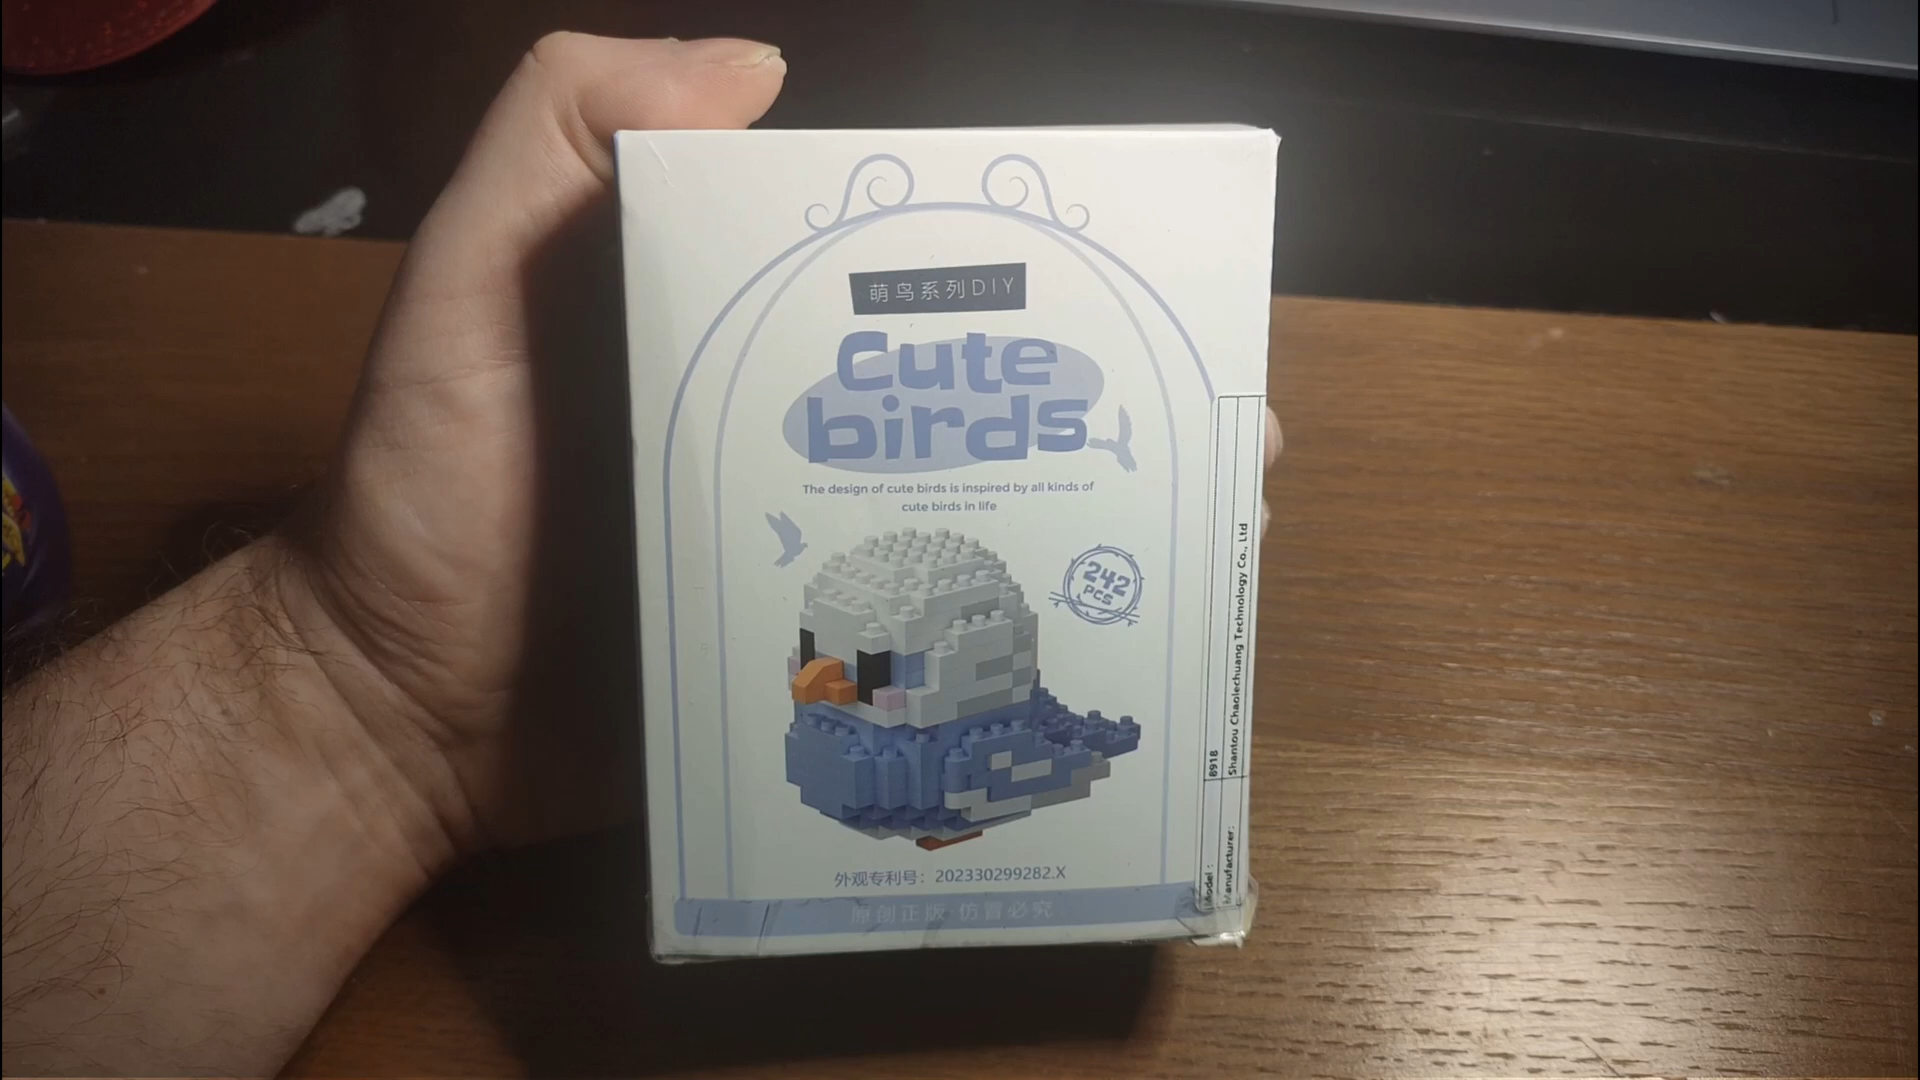 萌鸟系列DIY
Cute
birds
The design of cute birds is inspired by all kinds of
cute birds in life
242
PCS
外观专利号：202330299282.X
原创正版 仿冒必究
Model : 8918
Manufacturer: Shantou Chaolechuang Technology Co., Ltd